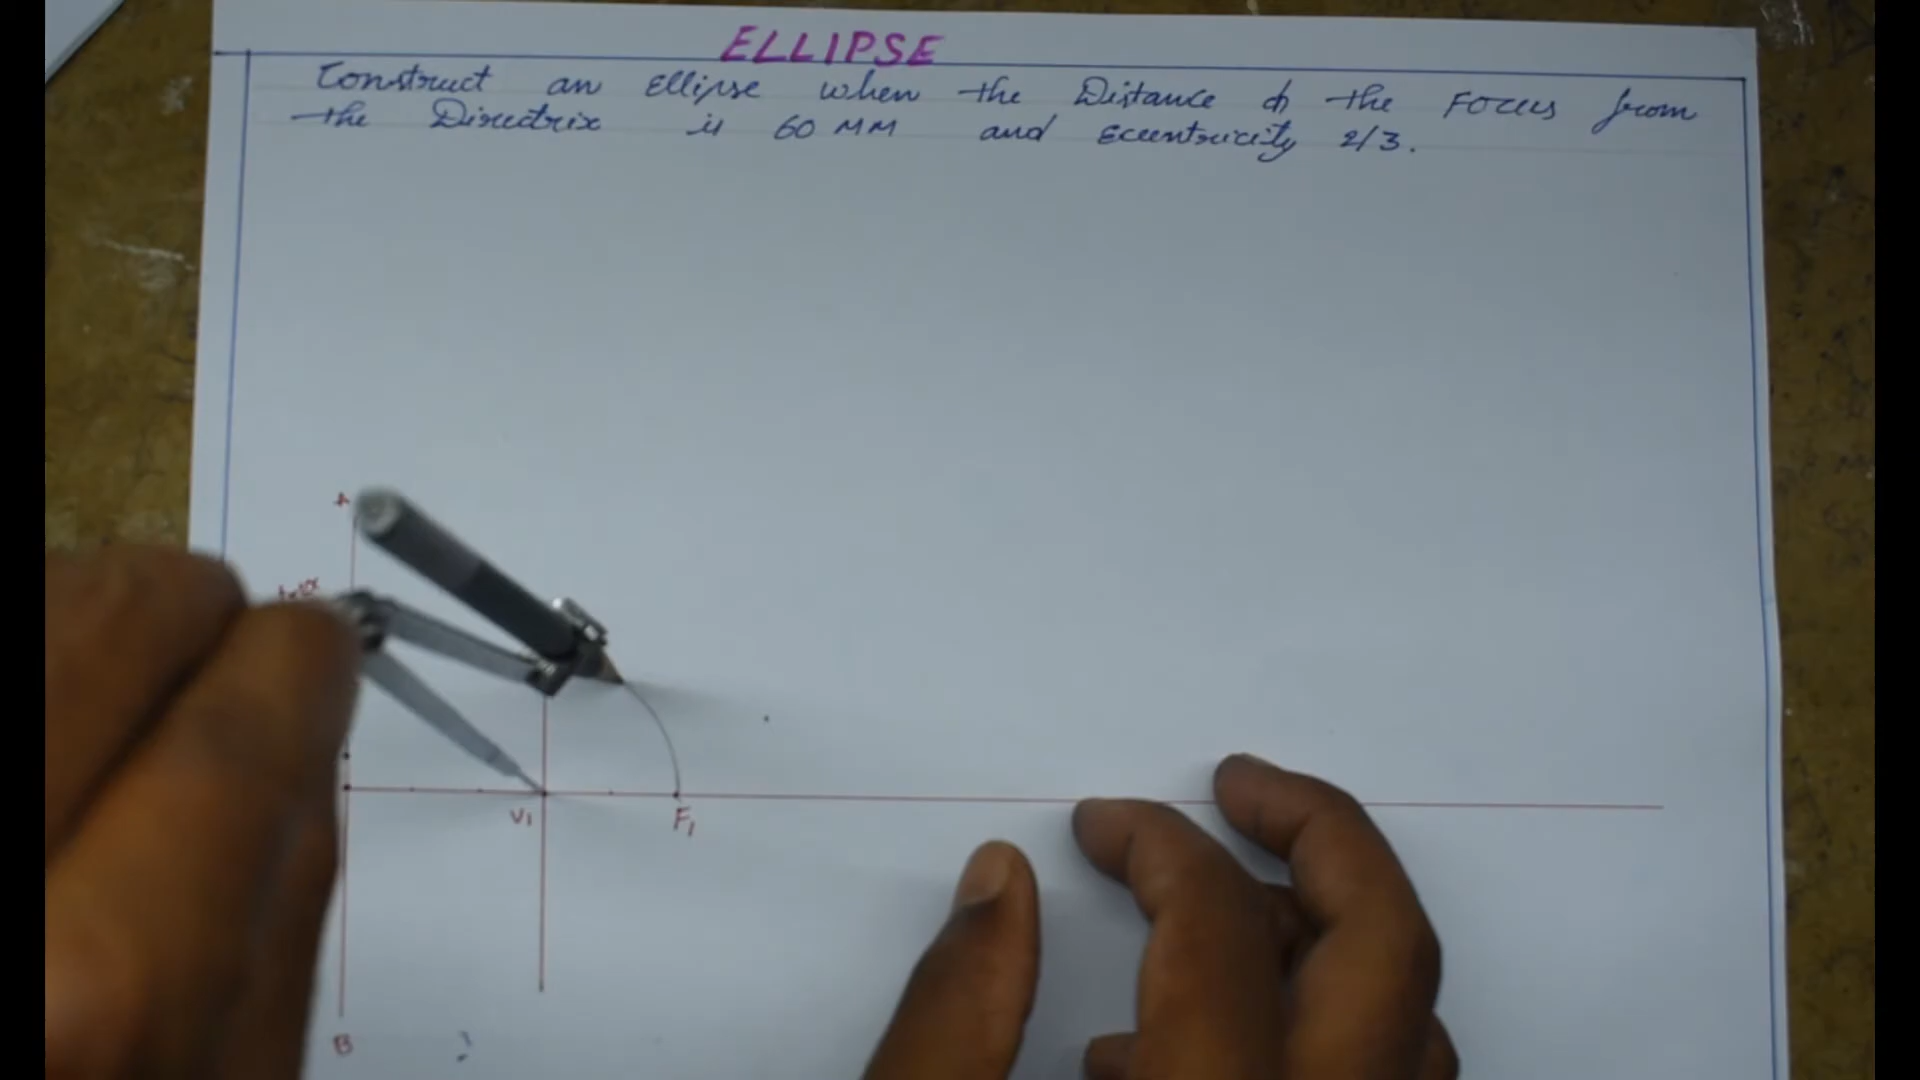 ELLIPSE
Construct an Ellipse when the Distance of the Focus from
the Directrix is 60 MM and Eccentricity 2/3.
A
V1
F1
B